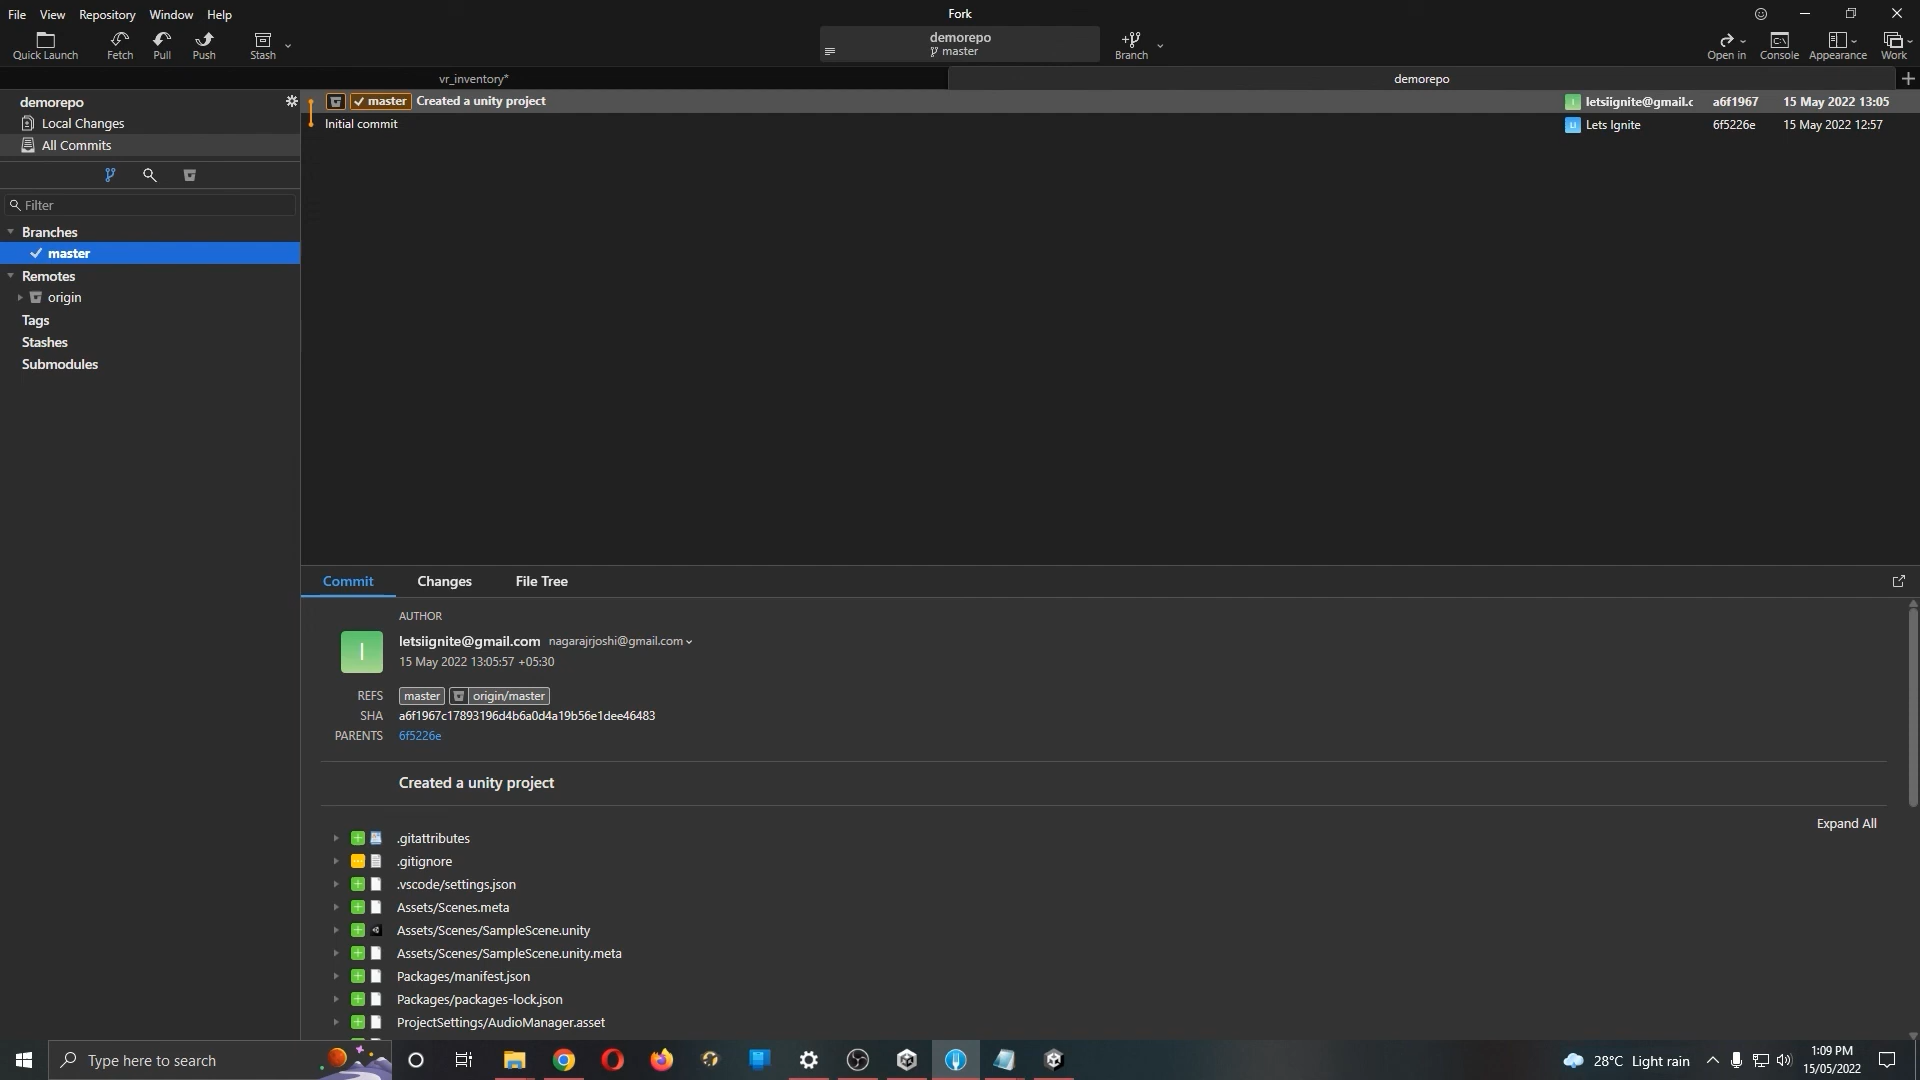 File View Repository Window Help
Fork
Quick Launch Fetch Pull Push Stash
demorepo
master
Branch
Open in Console Appearance Work
vr_inventory*
demorepo
demorepo
Local Changes
All Commits
Filter
Branches
master
Remotes
origin
Tags
Stashes
Submodules
master Created a unity project letsiignite@gmail.c a6f1967 15 May 2022 13:05
Initial commit LI Lets Ignite 6f5226e 15 May 2022 12:57
Commit Changes File Tree
AUTHOR
l letsiignite@gmail.com nagarajrjoshi@gmail.com
15 May 2022 13:05:57 +05:30
REFS master origin/master
SHA a6f1967c17893196d4b6a0d4a19b56e1dee46483
PARENTS 6f5226e
Created a unity project
Expand All
.gitattributes
.gitignore
.vscode/settings.json
Assets/Scenes.meta
Assets/Scenes/SampleScene.unity
Assets/Scenes/SampleScene.unity.meta
Packages/manifest.json
Packages/packages-lock.json
ProjectSettings/AudioManager.asset
Type here to search
28°C Light rain
1:09 PM
15/05/2022